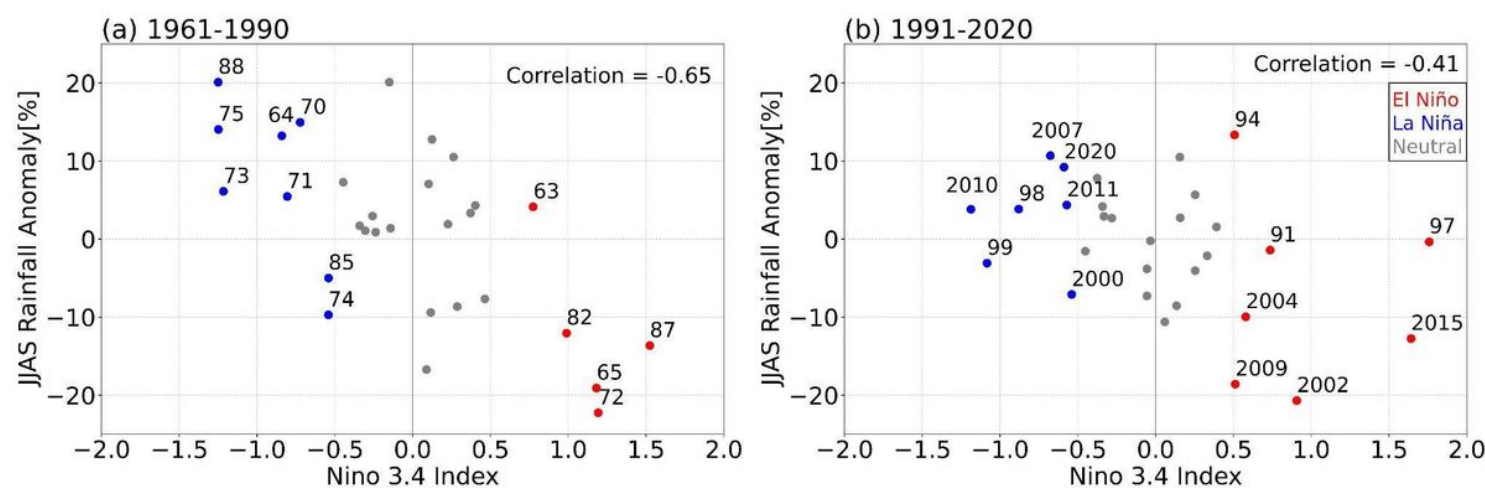 (a) 1961-1990
Correlation = -0.65
JJAS Rainfall Anomaly[%]
20
10
0
−10
−20
88
75
64
70
73
71
85
74
63
82
87
65
72
−2.0 −1.5 −1.0 −0.5 0.0 0.5 1.0 1.5 2.0
Nino 3.4 Index
(b) 1991-2020
Correlation = -0.41
El Niño
La Niña
Neutral
JJAS Rainfall Anomaly[%]
20
10
0
−10
−20
94
2007
2020
2010
98
2011
99
2000
91
97
2004
2015
2009
2002
−2.0 −1.5 −1.0 −0.5 0.0 0.5 1.0 1.5 2.0
Nino 3.4 Index